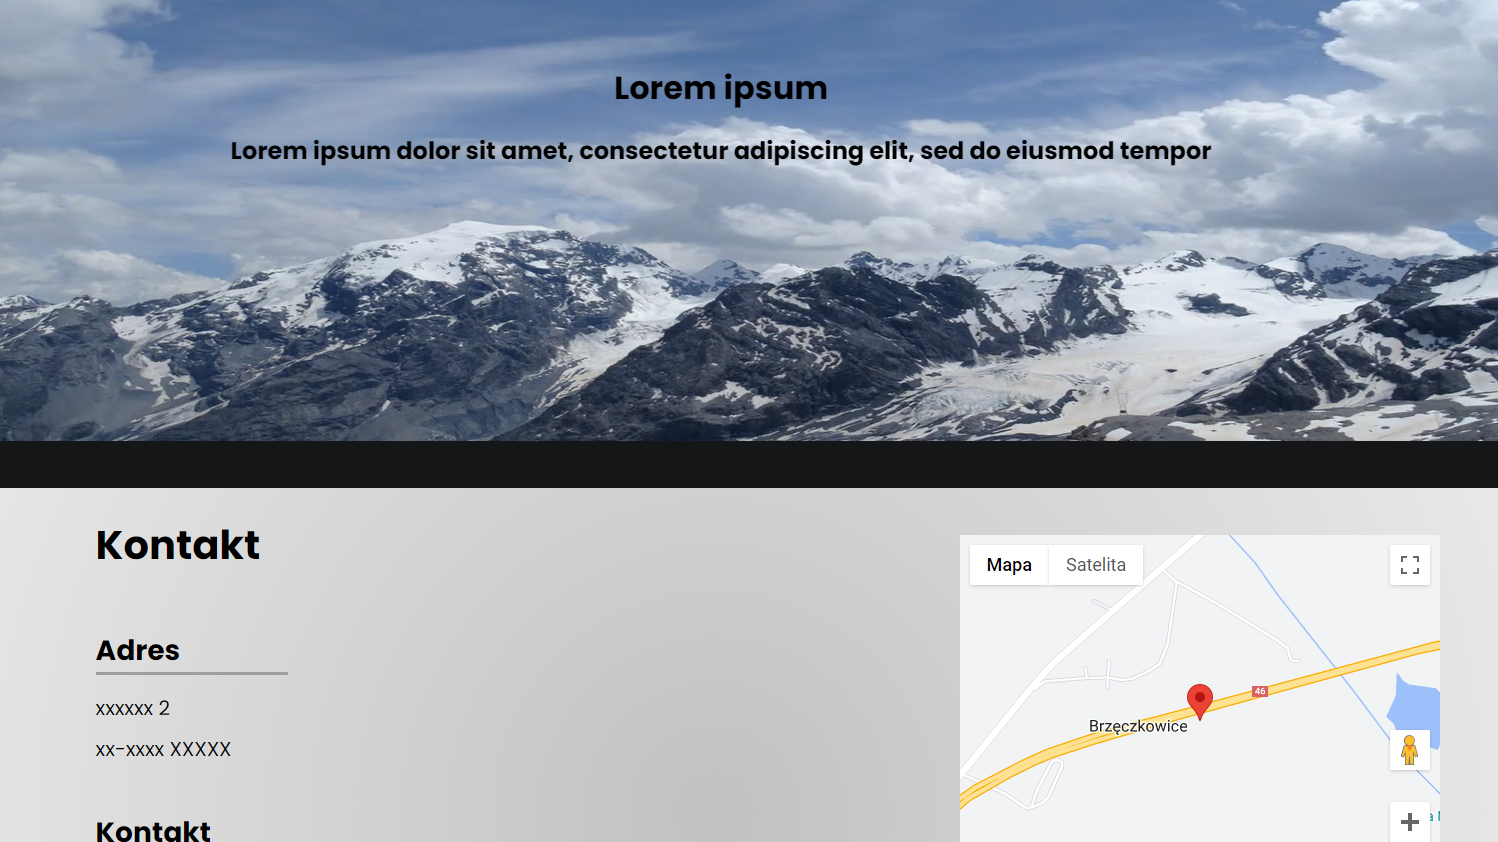 Lorem ipsum
Lorem ipsum dolor sit amet, consectetur adipiscing elit, sed do eiusmod tempor
Kontakt
Adres
xxxxxx 2
xx-xxxx XXXXX
Kontakt
Mapa
Satelita
46
Brzęczkowice